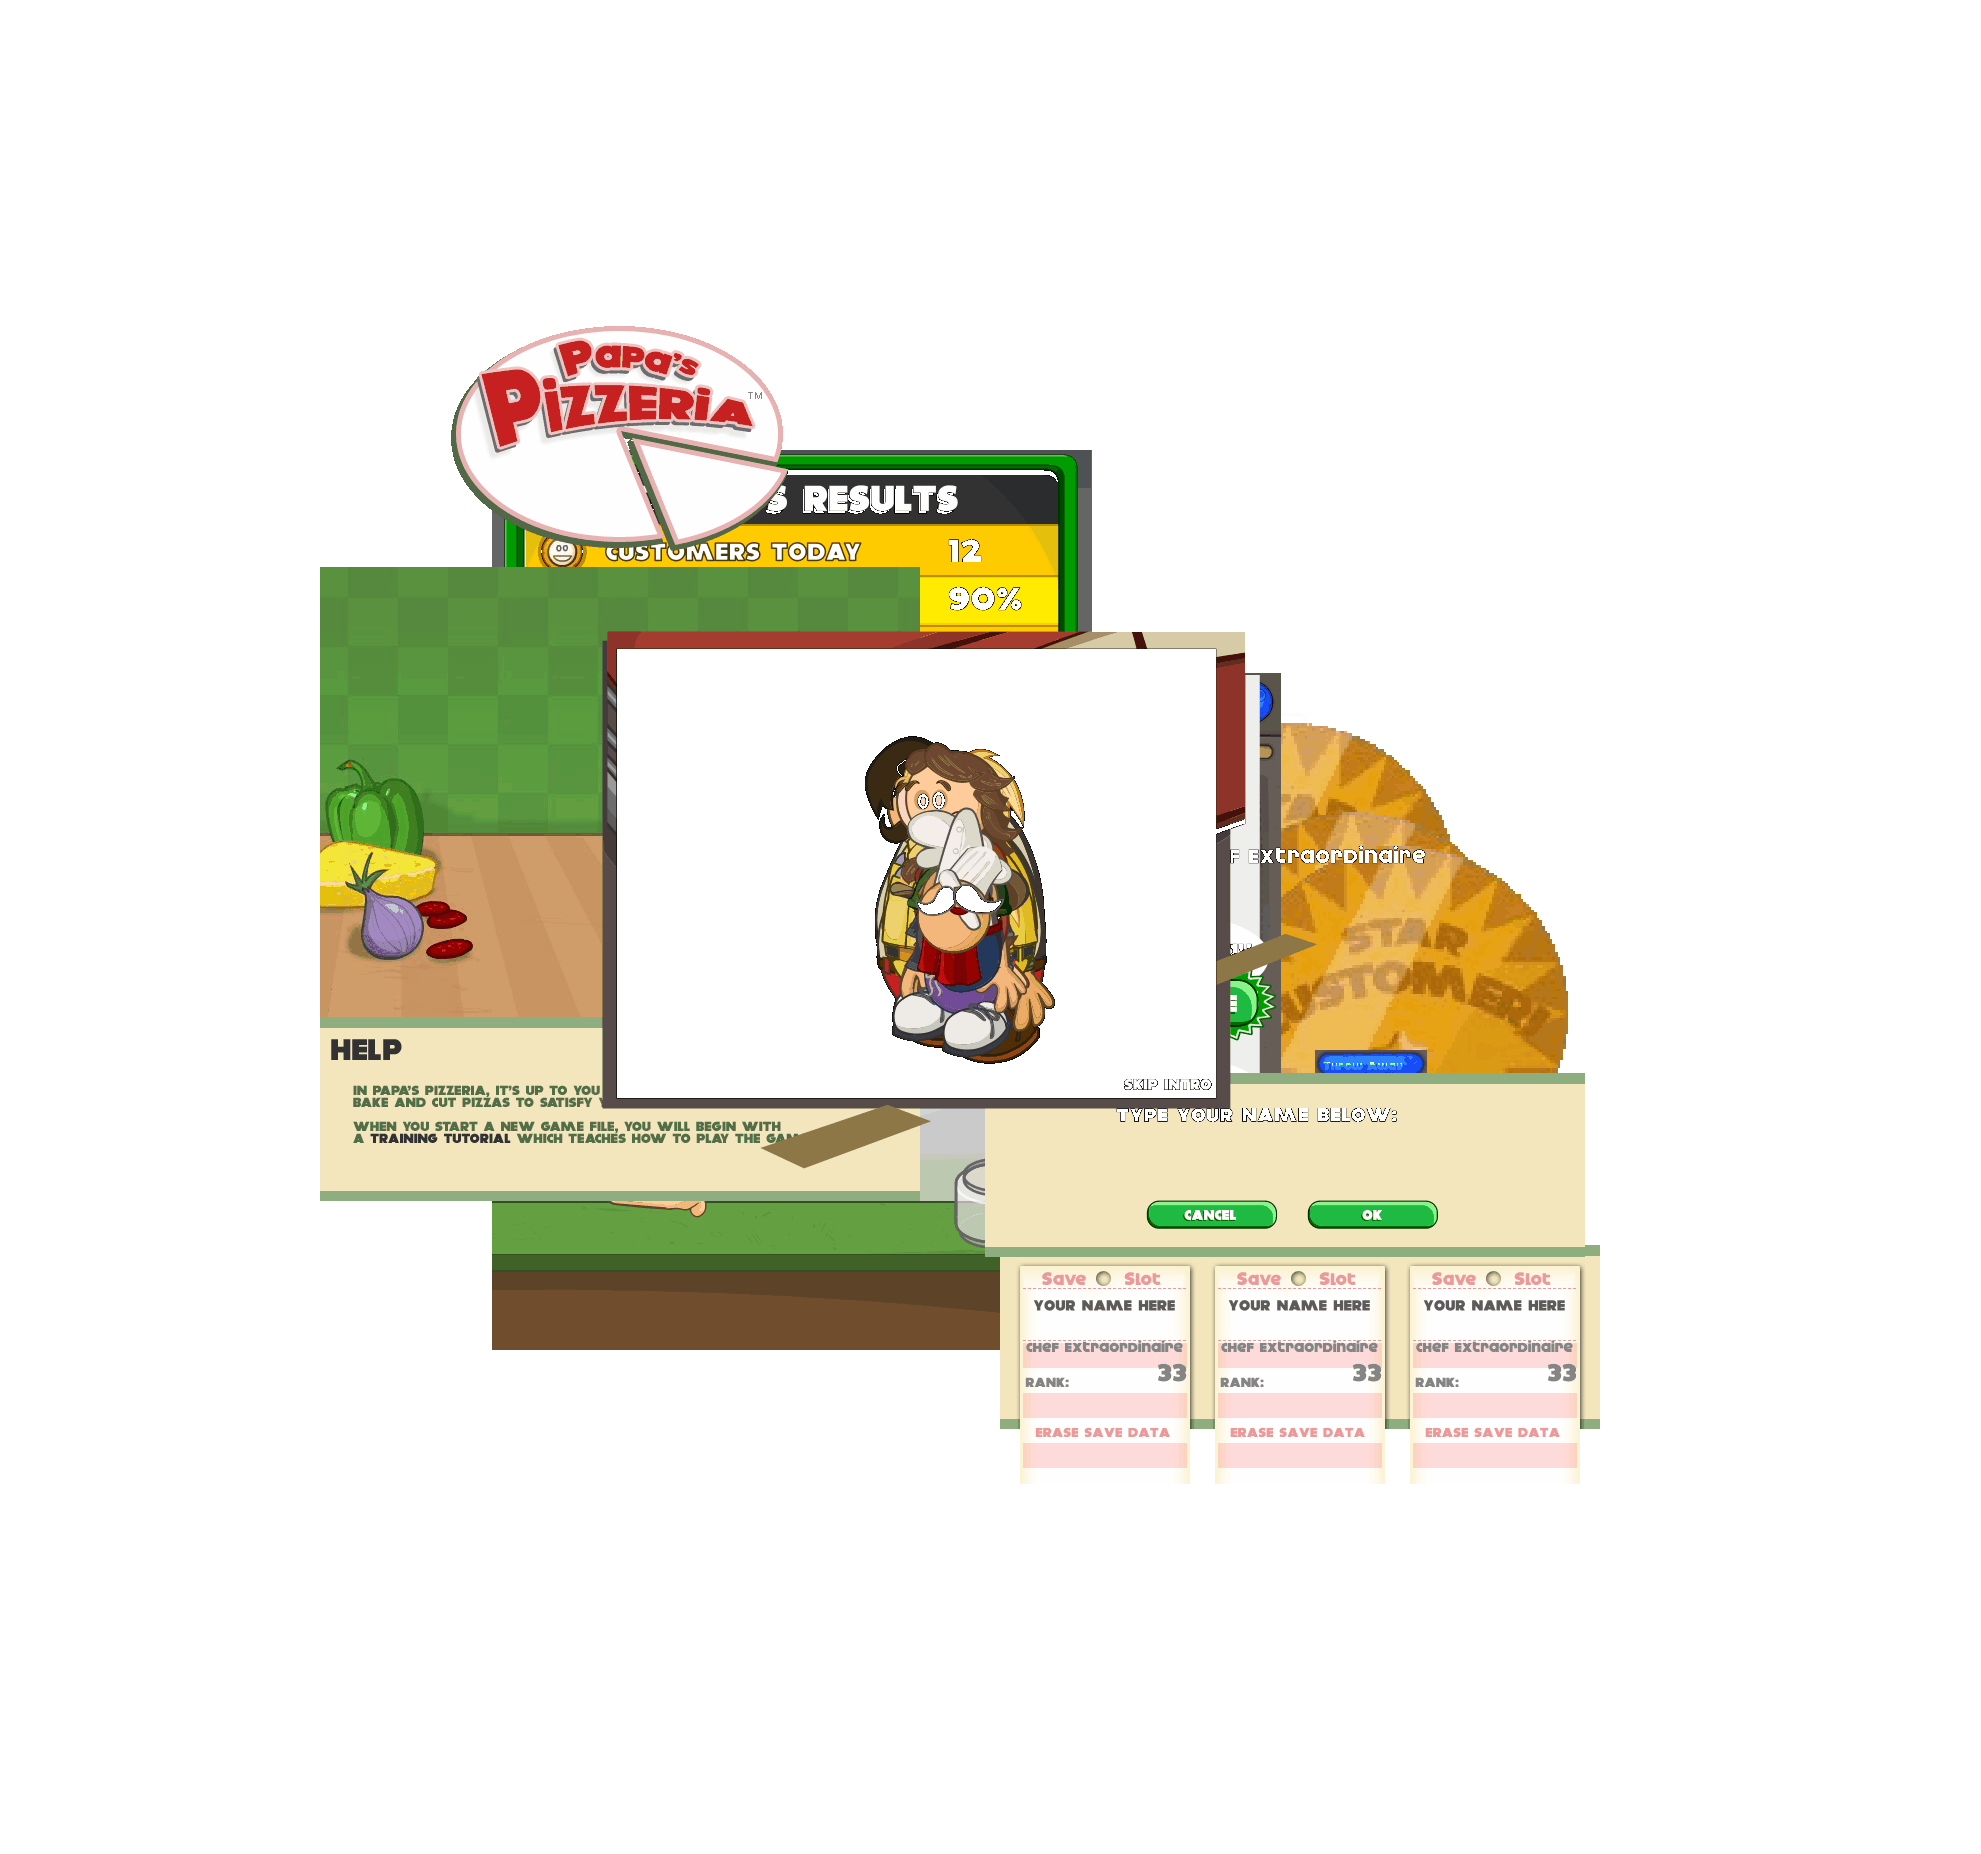 Papa's
Pizzeria
TM
S RESULTS
CUSTOMERS TODAY 12
90%
Extraordinaire
STAR
CUSTOMER!
Throw Away
HELP
IN PAPA'S PIZZERIA, IT'S UP TO YOU
BAKE AND CUT PIZZAS TO SATISFY
WHEN YOU START A NEW GAME FILE, YOU WILL BEGIN WITH
A TRAINING TUTORIAL WHICH TEACHES HOW TO PLAY THE
SKIP INTRO
TYPE YOUR NAME BELOW:
CANCEL OK
Save Slot Save Slot Save Slot
YOUR NAME HERE YOUR NAME HERE YOUR NAME HERE
Chef Extraordinaire Chef Extraordinaire Chef Extraordinaire
RANK: 33 RANK: 33 RANK: 33
ERASE SAVE DATA ERASE SAVE DATA ERASE SAVE DATA